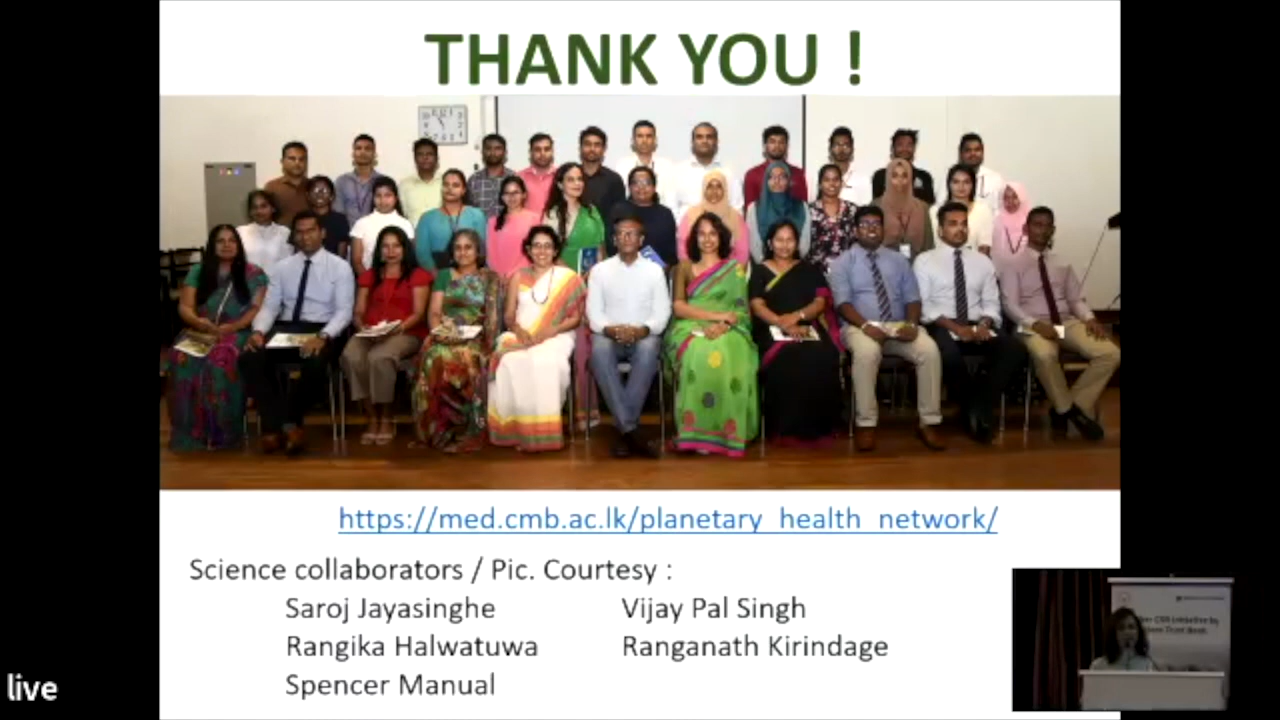 THANK YOU !
https://med.cmb.ac.lk/planetary_health_network/
Science collaborators / Pic. Courtesy :
Saroj Jayasinghe Vijay Pal Singh
Rangika Halwatuwa Ranganath Kirindage
Spencer Manual
live